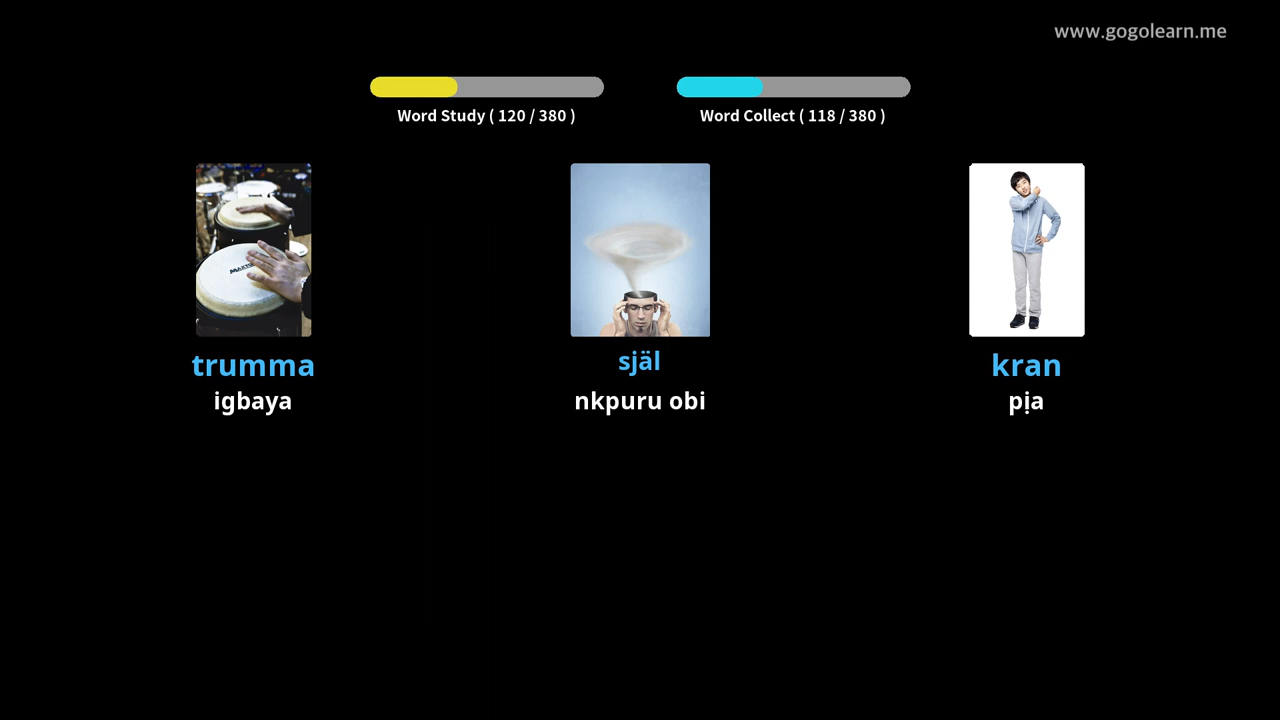 www.gogolearn.me
Word Study ( 120 / 380 )
Word Collect ( 118 / 380 )
trumma
igbaya
själ
nkpuru obi
kran
pịa